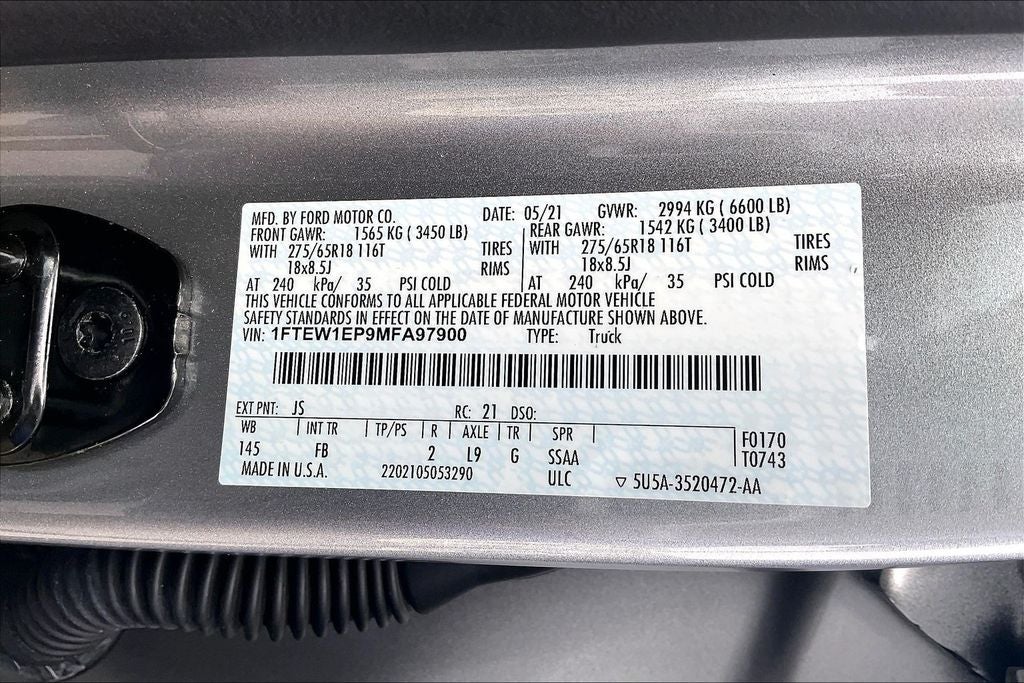 MFD. BY FORD MOTOR CO. DATE: 05/21 GVWR: 2994 KG ( 6600 LB)
FRONT GAWR: 1565 KG ( 3450 LB) REAR GAWR: 1542 KG ( 3400 LB)
WITH 275/65R18 116T TIRES WITH 275/65R18 116T TIRES
18x8.5J RIMS 18x8.5J RIMS
AT 240 kPa/ 35 PSI COLD AT 240 kPa/ 35 PSI COLD
THIS VEHICLE CONFORMS TO ALL APPLICABLE FEDERAL MOTOR VEHICLE
SAFETY STANDARDS IN EFFECT ON THE DATE OF MANUFACTURE SHOWN ABOVE.
VIN: 1FTEW1EP9MFA97900 TYPE: Truck
EXT PNT: JS RC: 21 DSO:
WB INT TR TP/PS R AXLE TR SPR F0170
145 FB 2 L9 G SSAA T0743
MADE IN U.S.A. 2202105053290 ULC ▽ 5U5A-3520472-AA